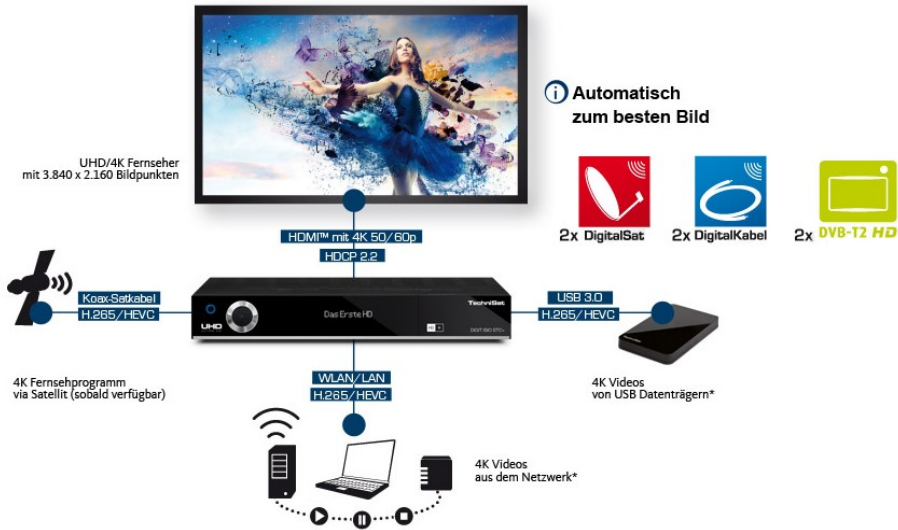 Automatisch
zum besten Bild
UHD/4K Fernseher
mit 3.840 x 2.160 Bildpunkten
2x DigitalSat
2x DigitalKabel
2x DVB-T2 HD
HDMI™ mit 4K 50/60p
HDCP 2.2
Koax-Satkabel
H.265/HEVC
Das Erste HD
TechniSat
UHD
USB 3.0
H.265/HEVC
4K Fernsehprogramm
via Satellit (sobald verfügbar)
WLAN/LAN
H.265/HEVC
4K Videos
von USB Datenträgern*
4K Videos
aus dem Netzwerk*